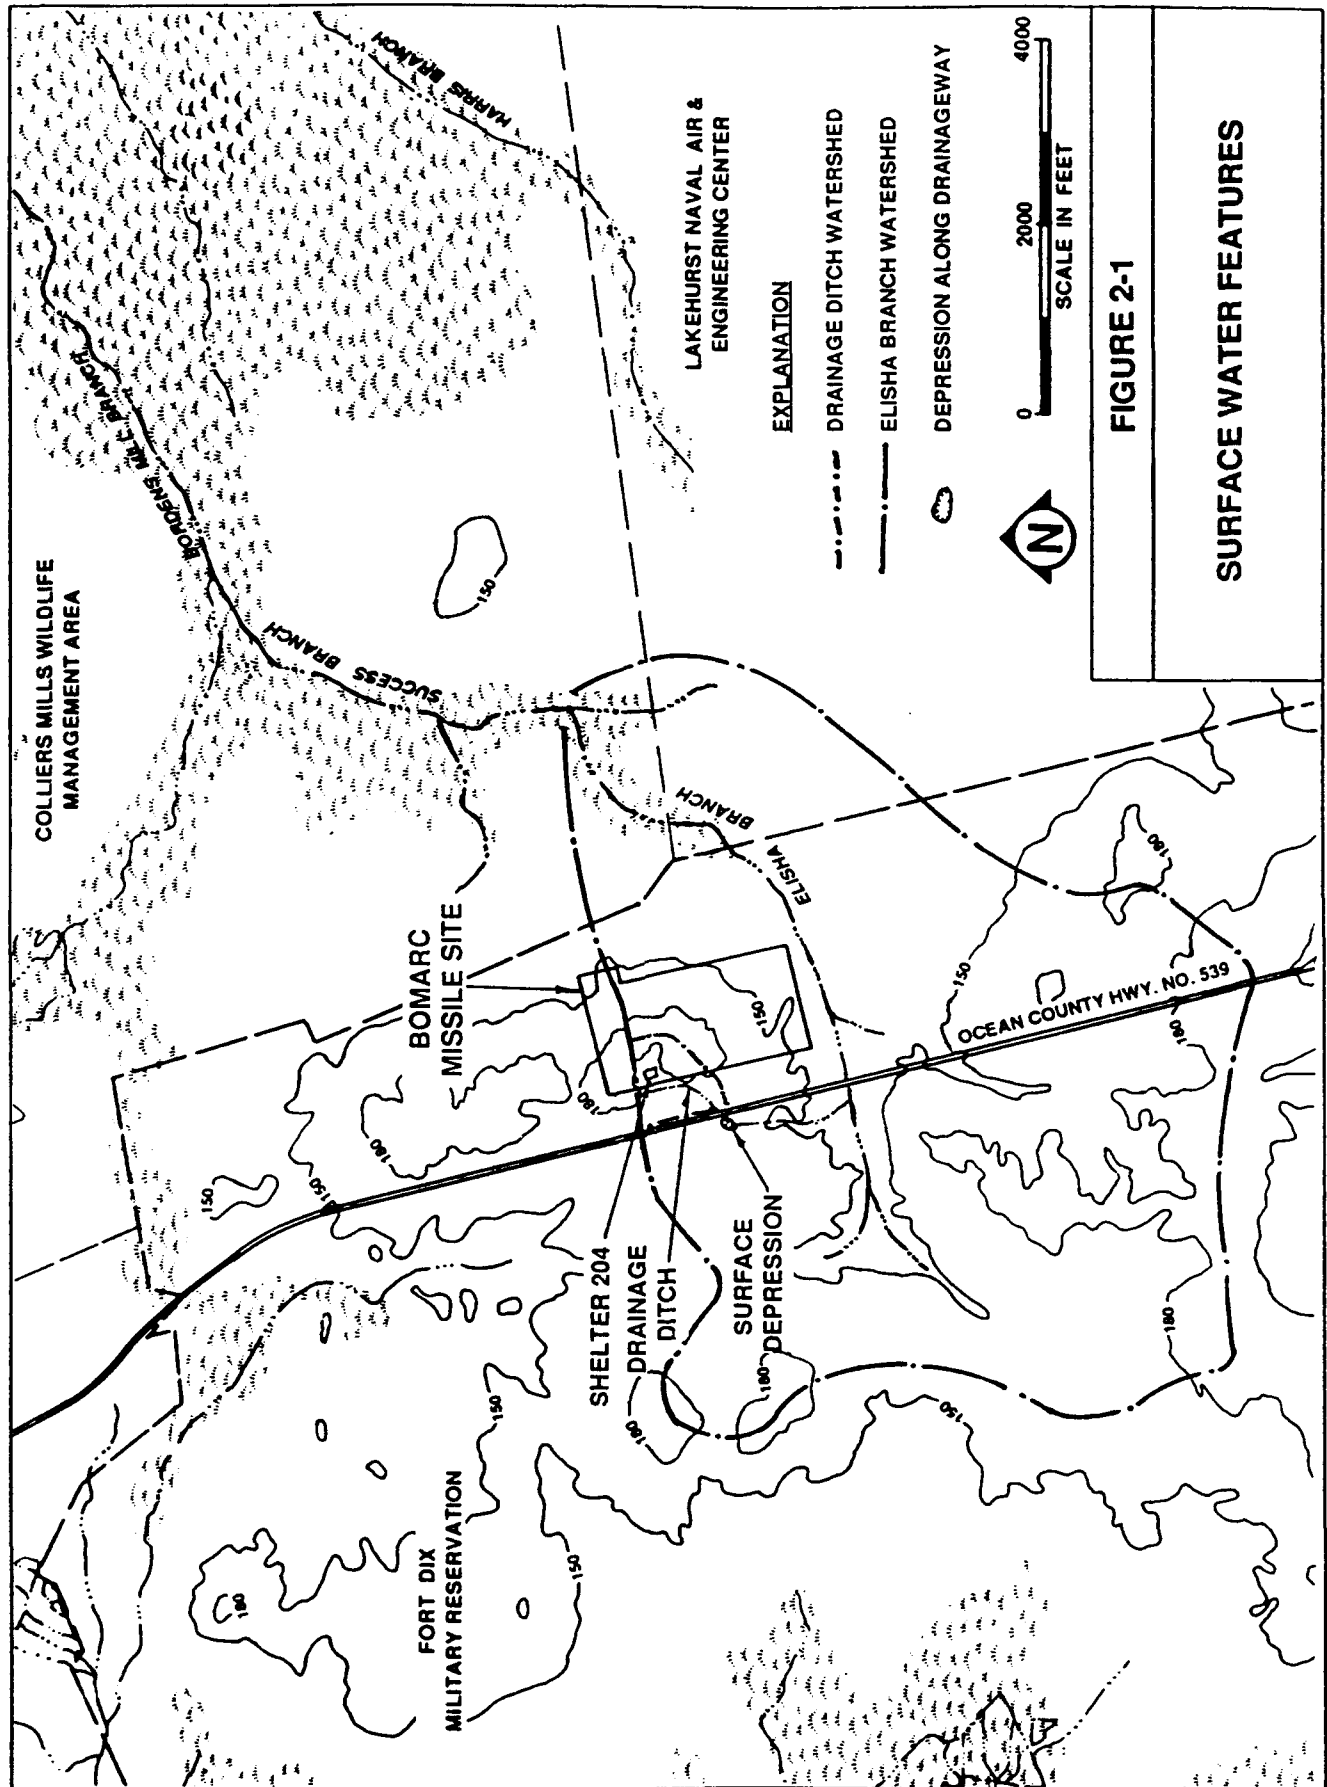 COLLIERS MILLS WILDLIFE
MANAGEMENT AREA
BORDENS MILL BRANCH
HARRIS BRANCH
SUCCESS BRANCH
150
BOMARC
MISSILE SITE
150
150
180
180
150
180
150
FORT DIX
MILITARY RESERVATION
150
SHELTER 204
DRAINAGE
DITCH
SURFACE
DEPRESSION
180
180
ELISHA
BRANCH
150
OCEAN COUNTY HWY. NO. 539
180
180
180
150
LAKEHURST NAVAL AIR &
ENGINEERING CENTER
EXPLANATION
DRAINAGE DITCH WATERSHED
ELISHA BRANCH WATERSHED
DEPRESSION ALONG DRAINAGEWAY
N
0 2000 4000
SCALE IN FEET
FIGURE 2-1
SURFACE WATER FEATURES